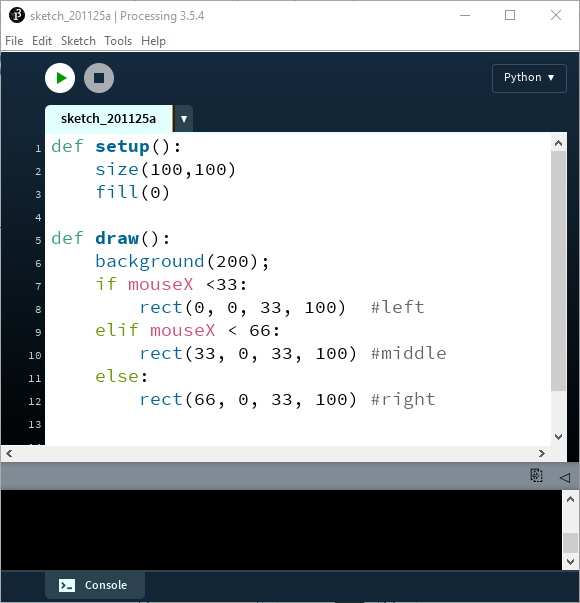 sketch_201125a | Processing 3.5.4
File Edit Sketch Tools Help
Python ▼
sketch_201125a ▼
1 def setup():
2     size(100,100)
3     fill(0)
4
5 def draw():
6     background(200);
7     if mouseX <33:
8         rect(0, 0, 33, 100)  #left
9     elif mouseX < 66:
10         rect(33, 0, 33, 100) #middle
11     else:
12         rect(66, 0, 33, 100) #right
13
Console